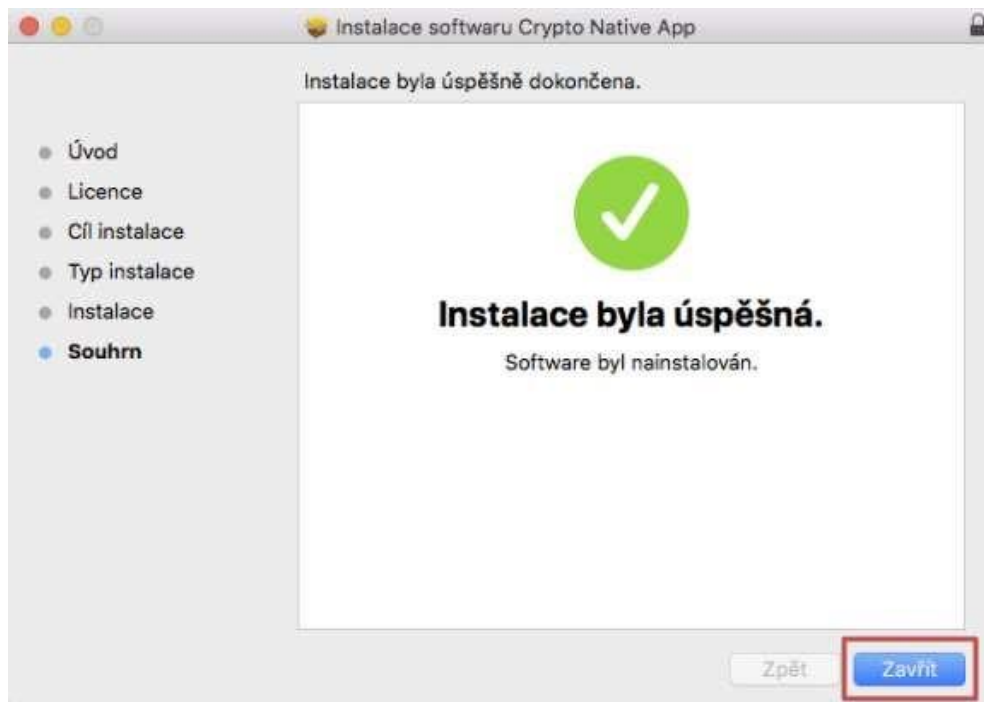 Instalace softwaru Crypto Native App
Instalace byla úspěšně dokončena.
Úvod
Licence
Cíl instalace
Typ instalace
Instalace
Souhrn
Instalace byla úspěšná.
Software byl nainstalován.
Zpět
Zavřít